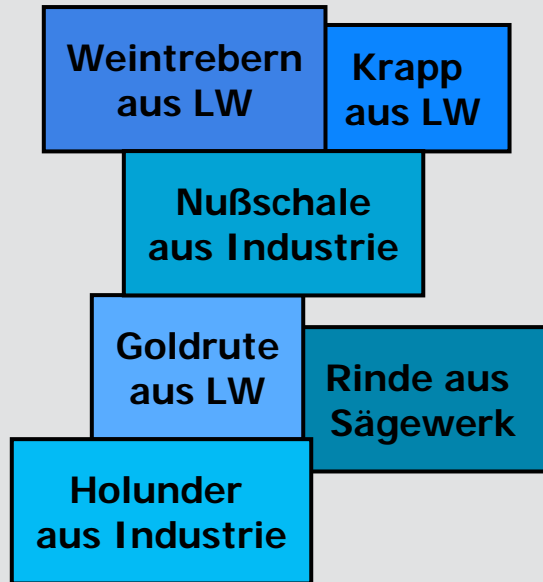 Weintrebern
aus LW
Krapp
aus LW
Nußschale
aus Industrie
Goldrute
aus LW
Rinde aus
Sägewerk
Holunder
aus Industrie